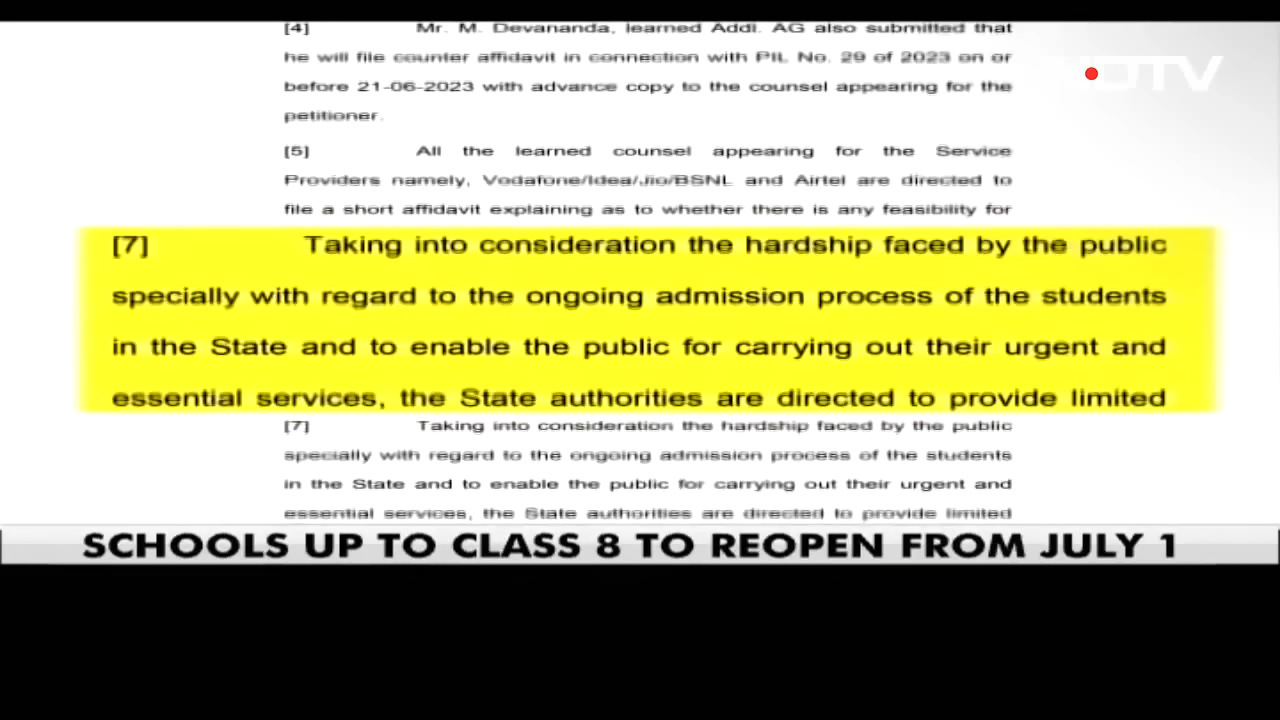 [4] Mr. M. Devananda, learned Addl. AG also submitted that
he will file counter affidavit in connection with PIL No. 29 of 2023 on or
before 21-06-2023 with advance copy to the counsel appearing for the
petitioner.
NDTV
[5] All the learned counsel appearing for the Service
Providers namely, Vodafone/Idea/Jio/BSNL and Airtel are directed to
file a short affidavit explaining as to whether there is any feasibility for
[7] Taking into consideration the hardship faced by the public
specially with regard to the ongoing admission process of the students
in the State and to enable the public for carrying out their urgent and
essential services, the State authorities are directed to provide limited
[7] Taking into consideration the hardship faced by the public
specially with regard to the ongoing admission process of the students
in the State and to enable the public for carrying out their urgent and
essential services, the State authorities are directed to provide limited
SCHOOLS UP TO CLASS 8 TO REOPEN FROM JULY 1